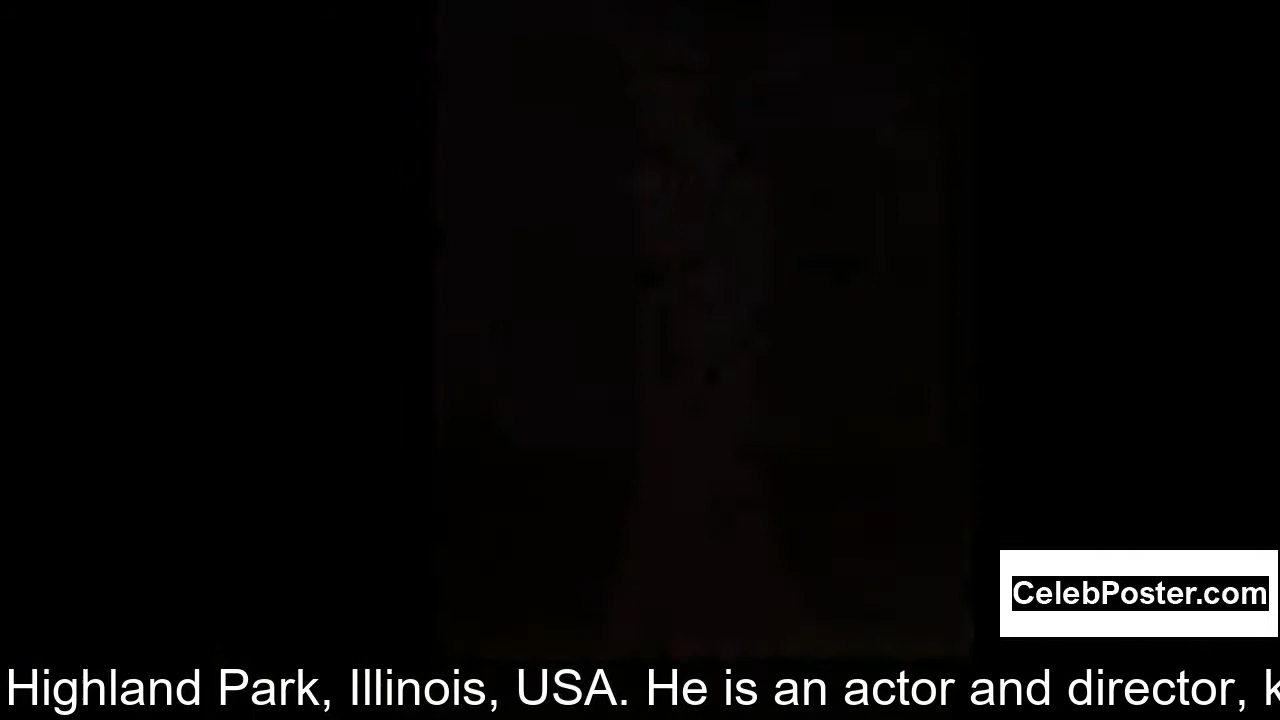 CelebPoster.com
Highland Park, Illinois, USA. He is an actor and director,